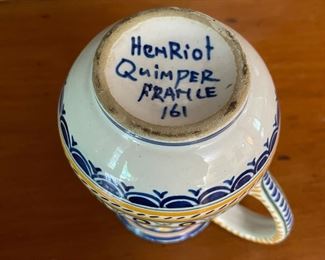 HenRiot
QuimPER
FRANCE
161